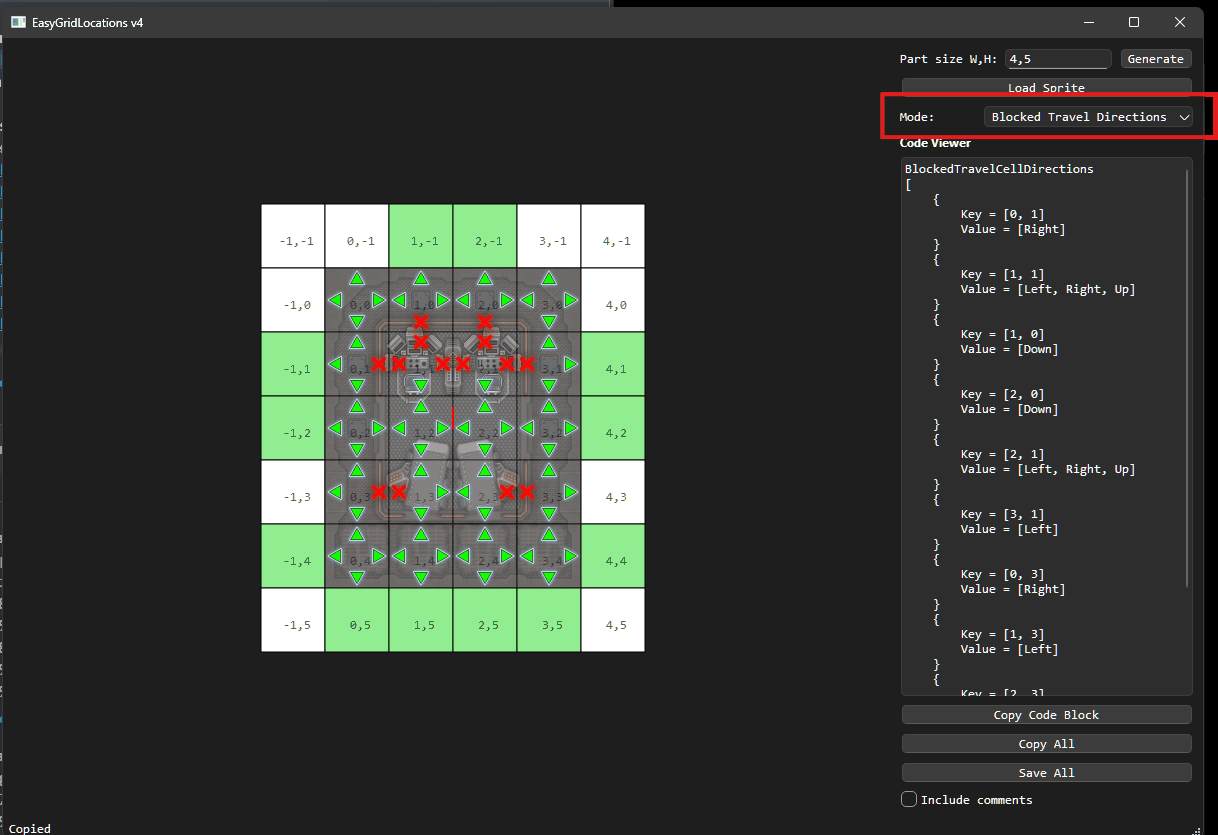 EasyGridLocations v4
Part size W,H: 4,5 Generate
Load Sprite
Mode: Blocked Travel Directions
Code Viewer
BlockedTravelCellDirections
[
{
Key = [0, 1]
Value = [Right]
}
{
Key = [1, 1]
Value = [Left, Right, Up]
}
{
Key = [1, 0]
Value = [Down]
}
{
Key = [2, 0]
Value = [Down]
}
{
Key = [2, 1]
Value = [Left, Right, Up]
}
{
Key = [3, 1]
Value = [Left]
}
{
Key = [0, 3]
Value = [Right]
}
{
Key = [1, 3]
Value = [Left]
}
{
Key = [2, 3]
Copy Code Block
Copy All
Save All
Include comments
-1,-1 0,-1 1,-1 2,-1 3,-1 4,-1
-1,0 0,0 1,0 2,0 3,0 4,0
-1,1 0,1 3,1 4,1
-1,2 0,2 1,2 2,2 3,2 4,2
-1,3 0,3 1,3 2,3 3,3 4,3
-1,4 0,4 1,4 2,4 3,4 4,4
-1,5 0,5 1,5 2,5 3,5 4,5
Copied